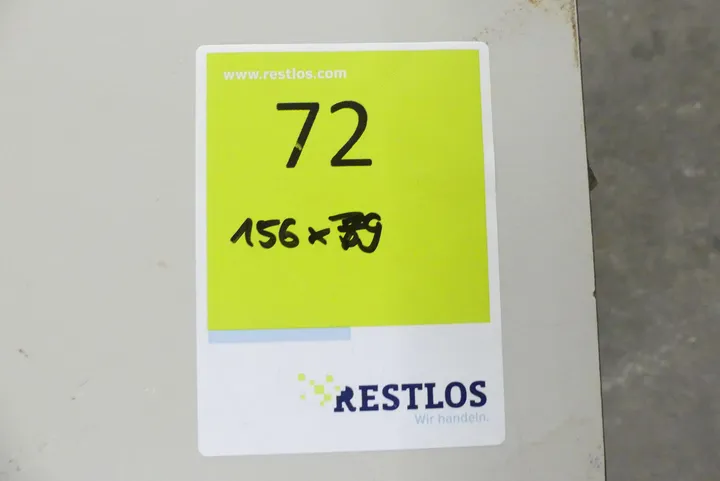 www.restlos.com
72
156 x
RESTLOS
Wir handeln.